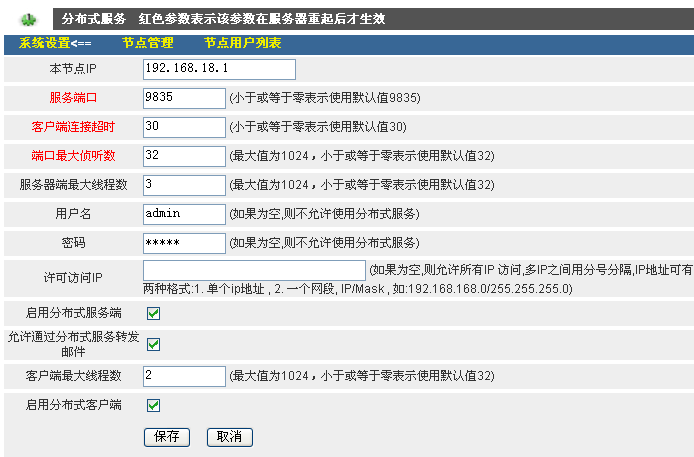 分布式服务 红色参数表示该参数在服务器重起后才生效
系统设置<== 节点管理 节点用户列表
本节点IP 192.168.18.1
服务端口 9835 (小于或等于零表示使用默认值9835)
客户端连接超时 30 (小于或等于零表示使用默认值30)
端口最大侦听数 32 (最大值为1024，小于或等于零表示使用默认值32)
服务器端最大线程数 3 (最大值为1024，小于或等于零表示使用默认值32)
用户名 admin (如果为空,则不允许使用分布式服务)
密码 ***** (如果为空,则不允许使用分布式服务)
许可访问IP (如果为空,则允许所有IP 访问,多IP之间用分号分隔,IP地址可有
两种格式:1. 单个ip地址 , 2. 一个网段, IP/Mask , 如:192.168.168.0/255.255.255.0)
启用分布式服务端
允许通过分布式服务转发
邮件
客户端最大线程数 2 (最大值为1024，小于或等于零表示使用默认值32)
启用分布式客户端
保存 取消